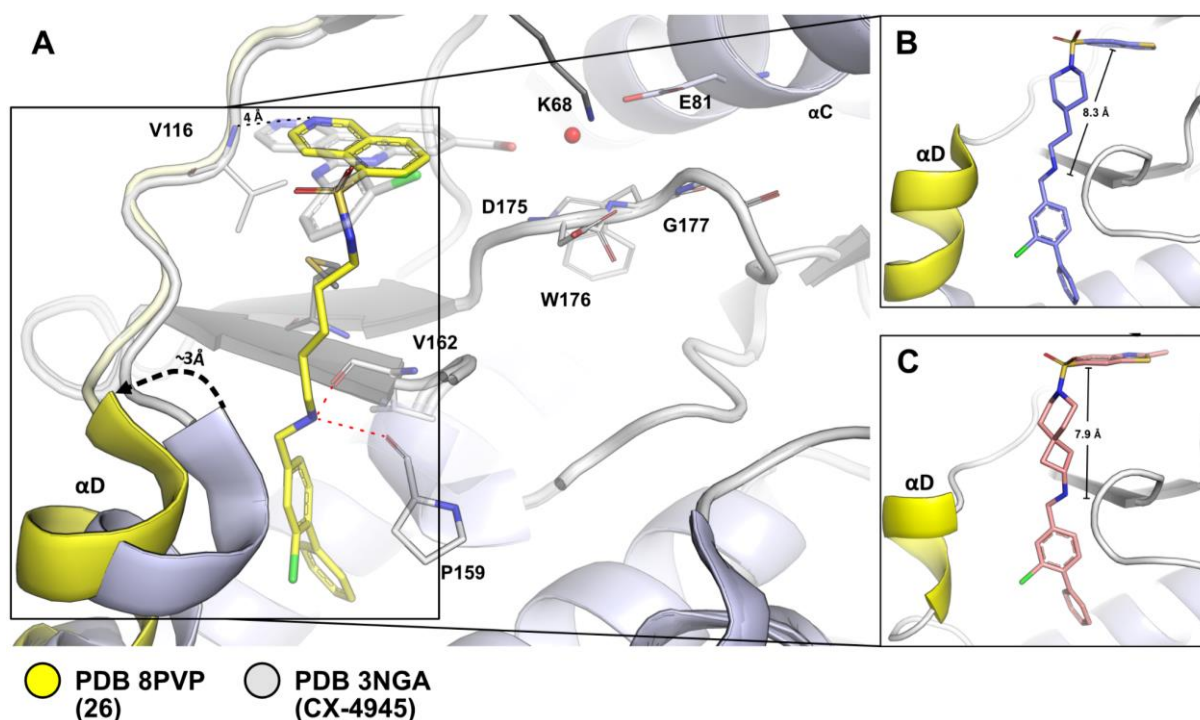 A
V116
4 Å
K68
E81
αC
D175
G177
W176
V162
~3Å
αD
P159
B
αD
8.3 Å
C
αD
7.9 Å
PDB 8PVP
(26)
PDB 3NGA
(CX-4945)